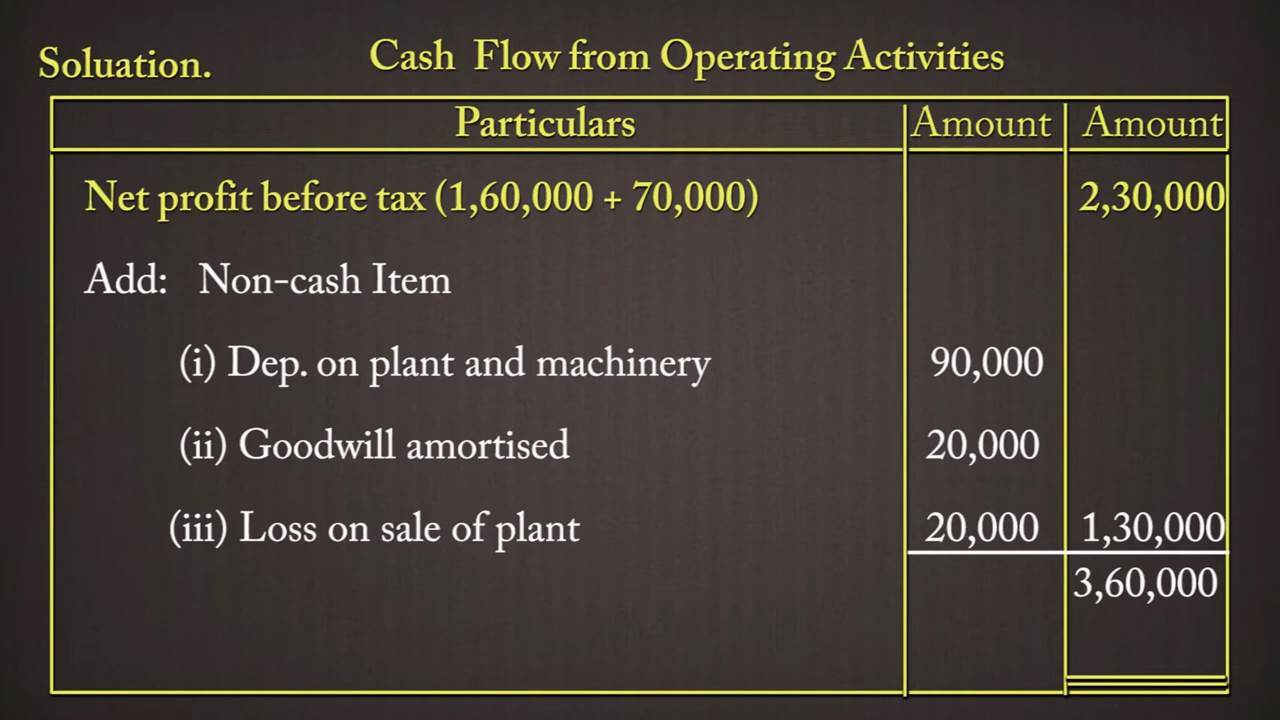 Soluation. Cash Flow from Operating Activities
Particulars Amount Amount
Net profit before tax (1,60,000 + 70,000) 2,30,000
Add: Non-cash Item
(i) Dep. on plant and machinery 90,000
(ii) Goodwill amortised 20,000
(iii) Loss on sale of plant 20,000 1,30,000
3,60,000